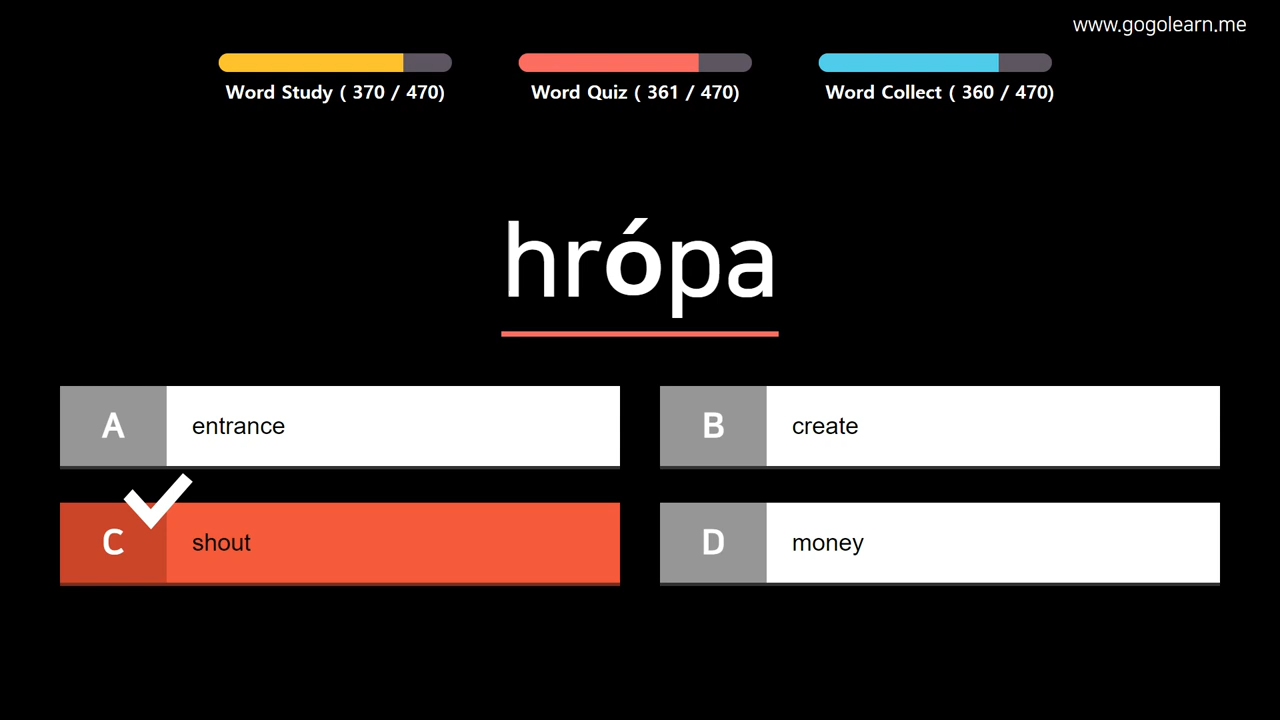 www.gogolearn.me
Word Study ( 370 / 470)
Word Quiz ( 361 / 470)
Word Collect ( 360 / 470)
hrópa
A entrance
B create
C shout
D money